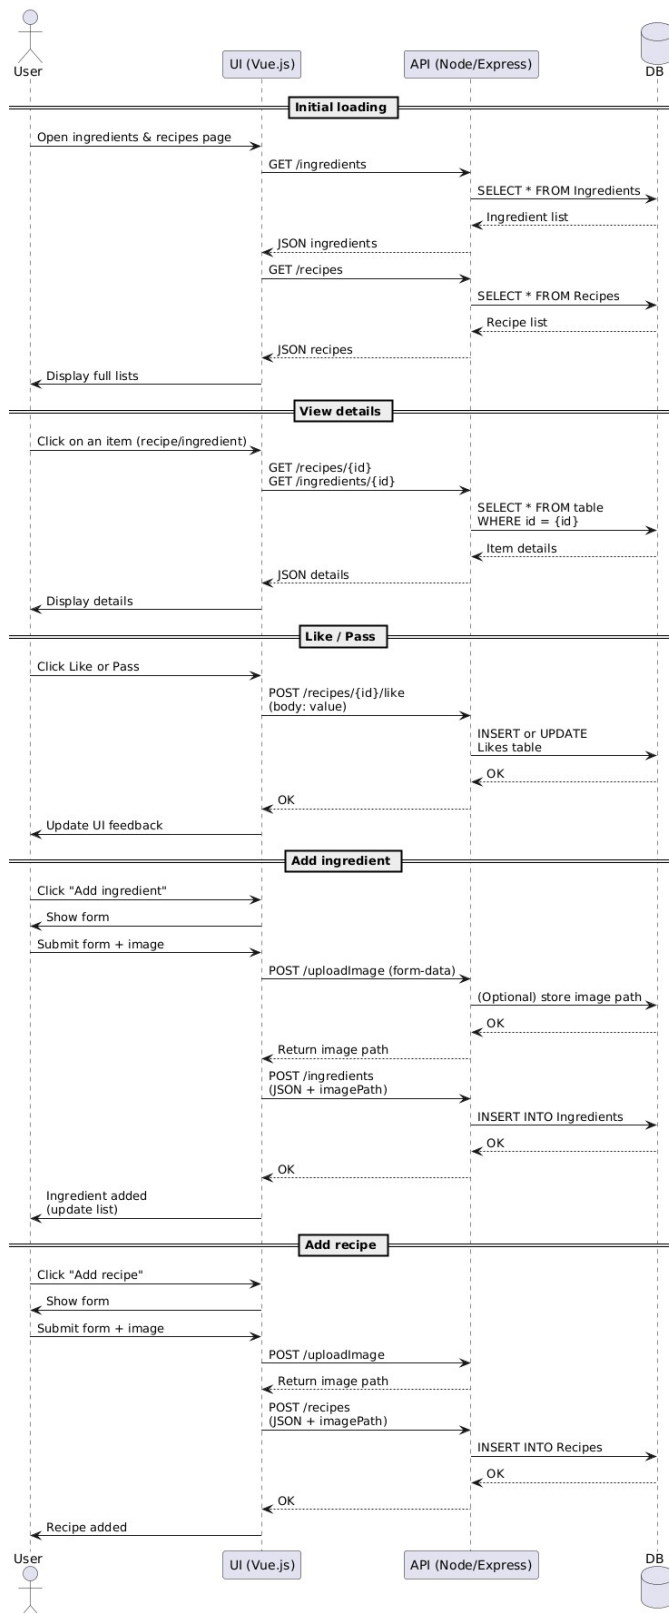 User
UI (Vue.js)
API (Node/Express)
DB
Initial loading
Open ingredients & recipes page
GET /ingredients
SELECT * FROM Ingredients
Ingredient list
JSON ingredients
GET /recipes
SELECT * FROM Recipes
Recipe list
JSON recipes
Display full lists
View details
Click on an item (recipe/ingredient)
GET /recipes/{id}
GET /ingredients/{id}
SELECT * FROM table
WHERE id = {id}
Item details
JSON details
Display details
Like / Pass
Click Like or Pass
POST /recipes/{id}/like
(body: value)
INSERT or UPDATE
Likes table
OK
OK
Update UI feedback
Add ingredient
Click "Add ingredient"
Show form
Submit form + image
POST /uploadImage (form-data)
(Optional) store image path
OK
Return image path
POST /ingredients
(JSON + imagePath)
INSERT INTO Ingredients
OK
OK
Ingredient added
(update list)
Add recipe
Click "Add recipe"
Show form
Submit form + image
POST /uploadImage
Return image path
POST /recipes
(JSON + imagePath)
INSERT INTO Recipes
OK
OK
Recipe added
User
UI (Vue.js)
API (Node/Express)
DB